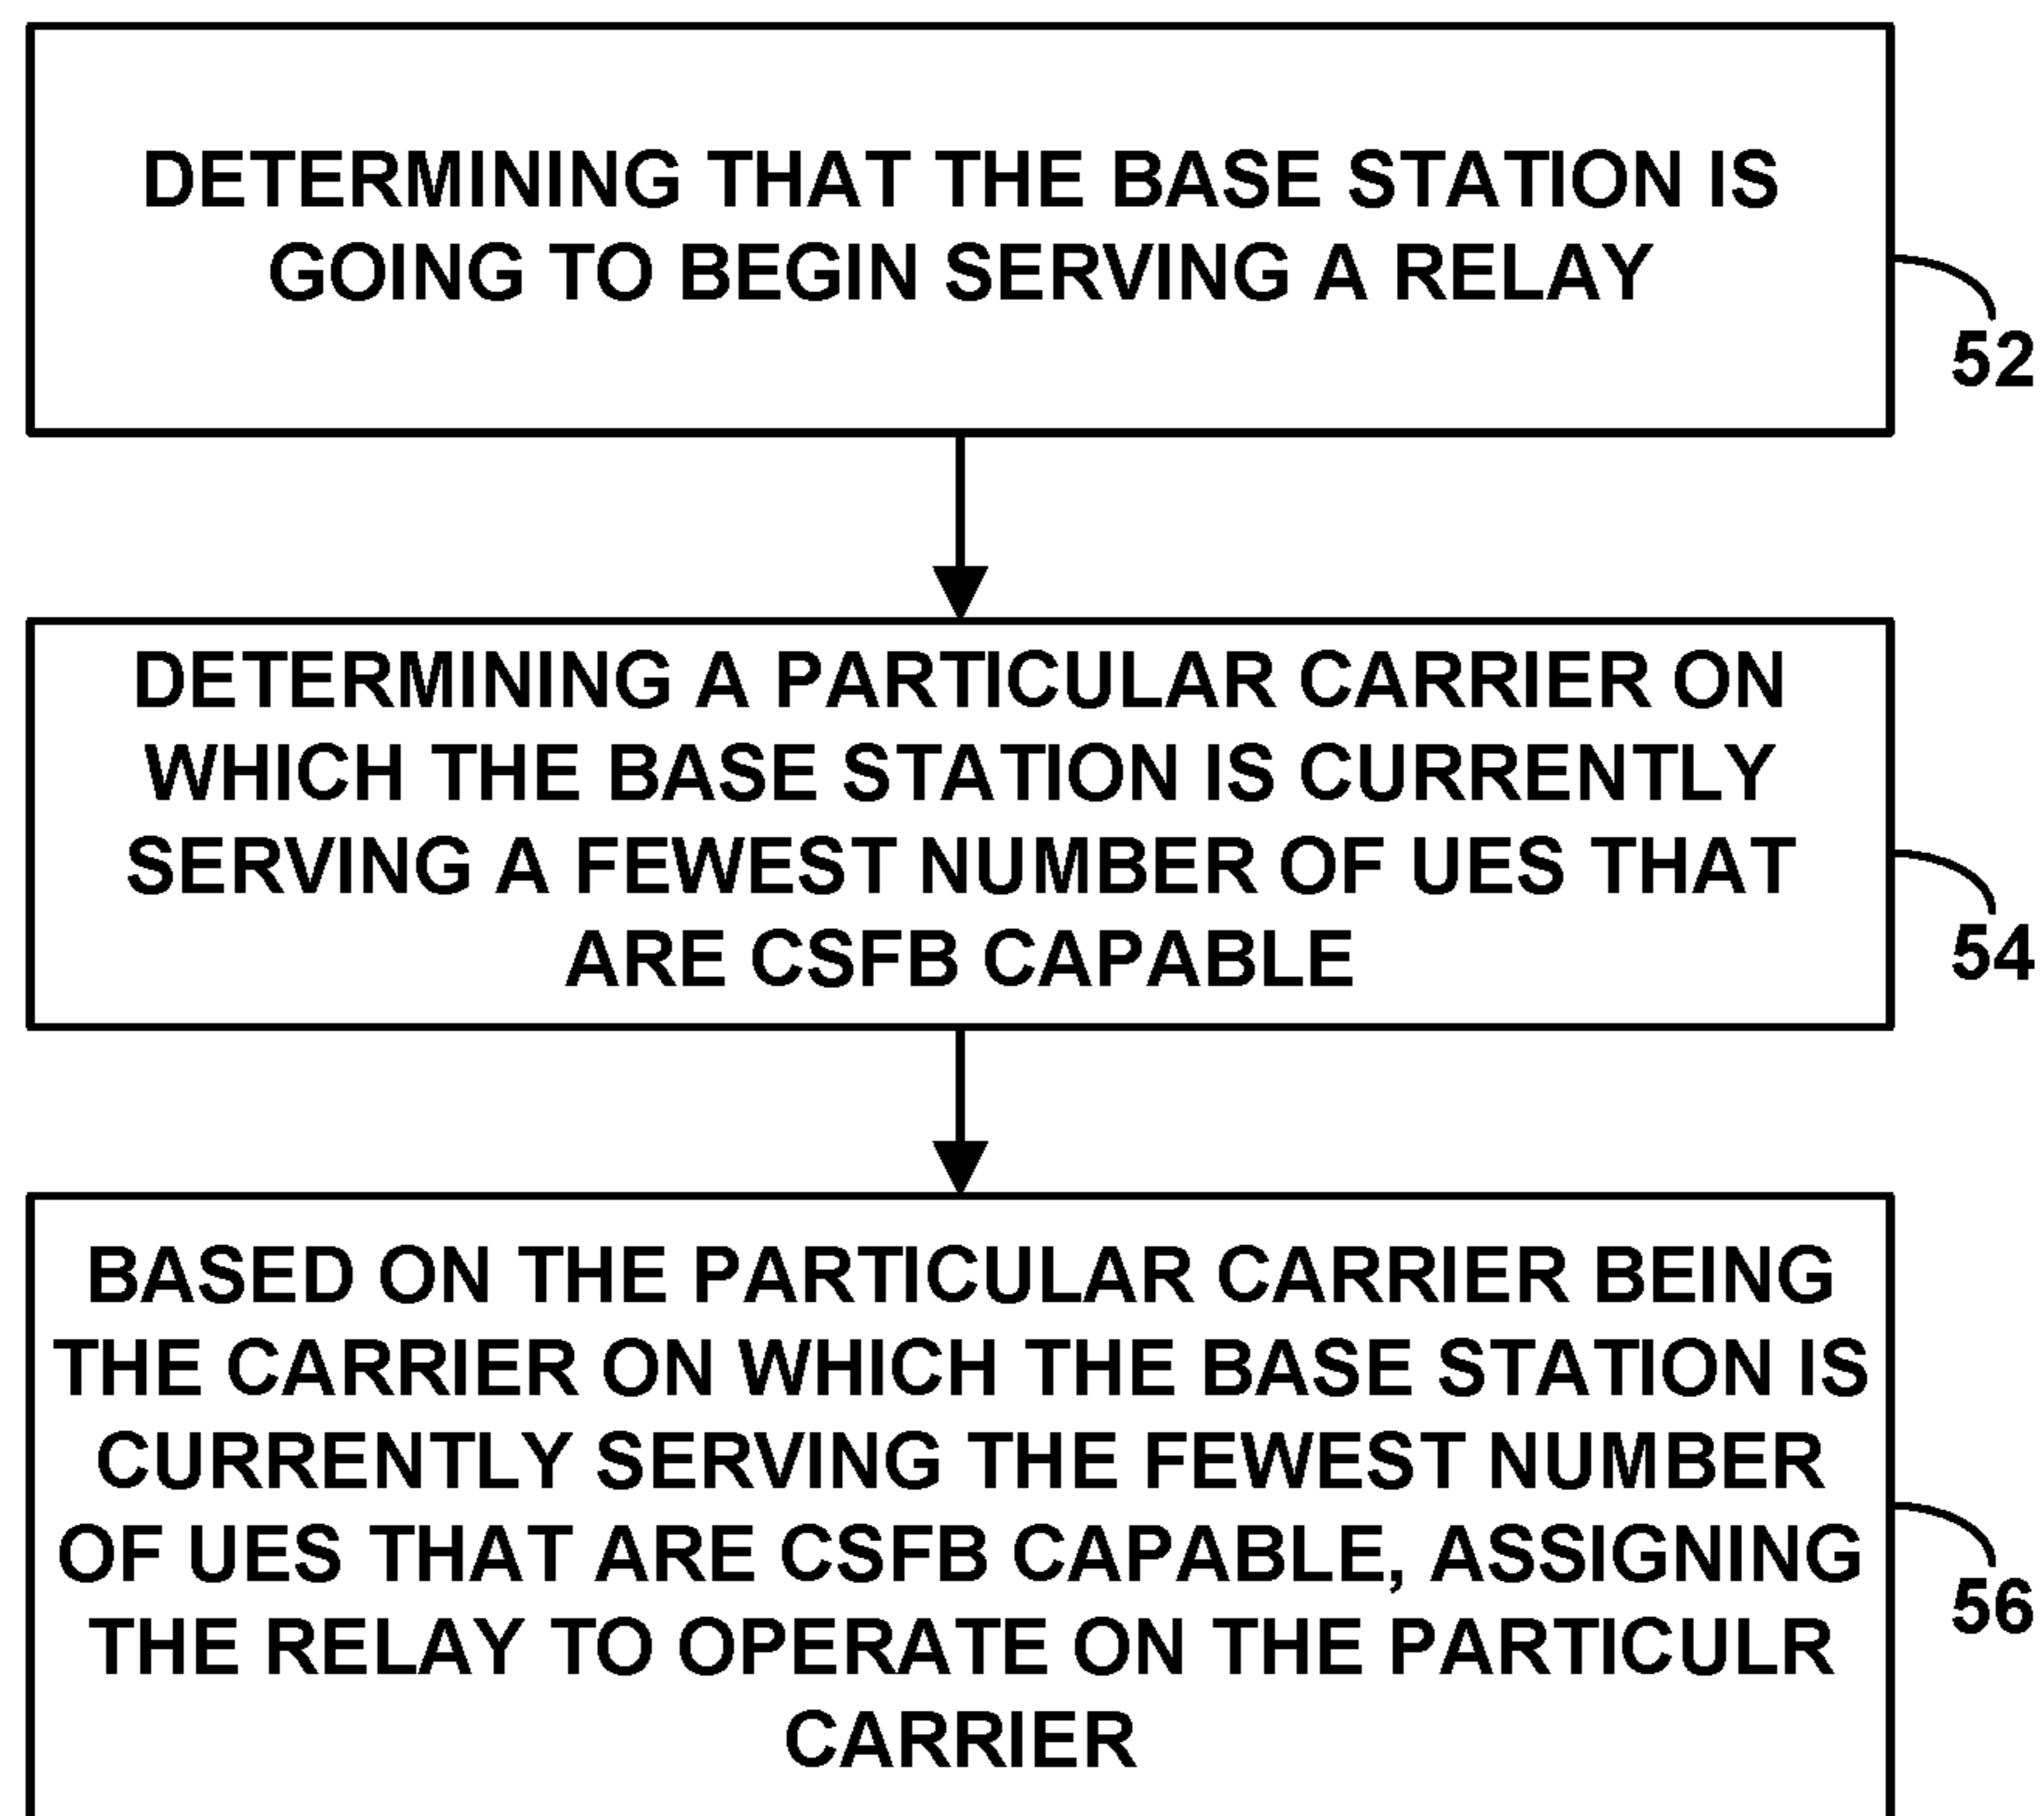 DETERMINING THAT THE BASE STATION IS
GOING TO BEGIN SERVING A RELAY
52
DETERMINING A PARTICULAR CARRIER ON
WHICH THE BASE STATION IS CURRENTLY
SERVING A FEWEST NUMBER OF UES THAT
ARE CSFB CAPABLE
54
BASED ON THE PARTICULAR CARRIER BEING
THE CARRIER ON WHICH THE BASE STATION IS
CURRENTLY SERVING THE FEWEST NUMBER
OF UES THAT ARE CSFB CAPABLE, ASSIGNING
THE RELAY TO OPERATE ON THE PARTICULR
CARRIER
56